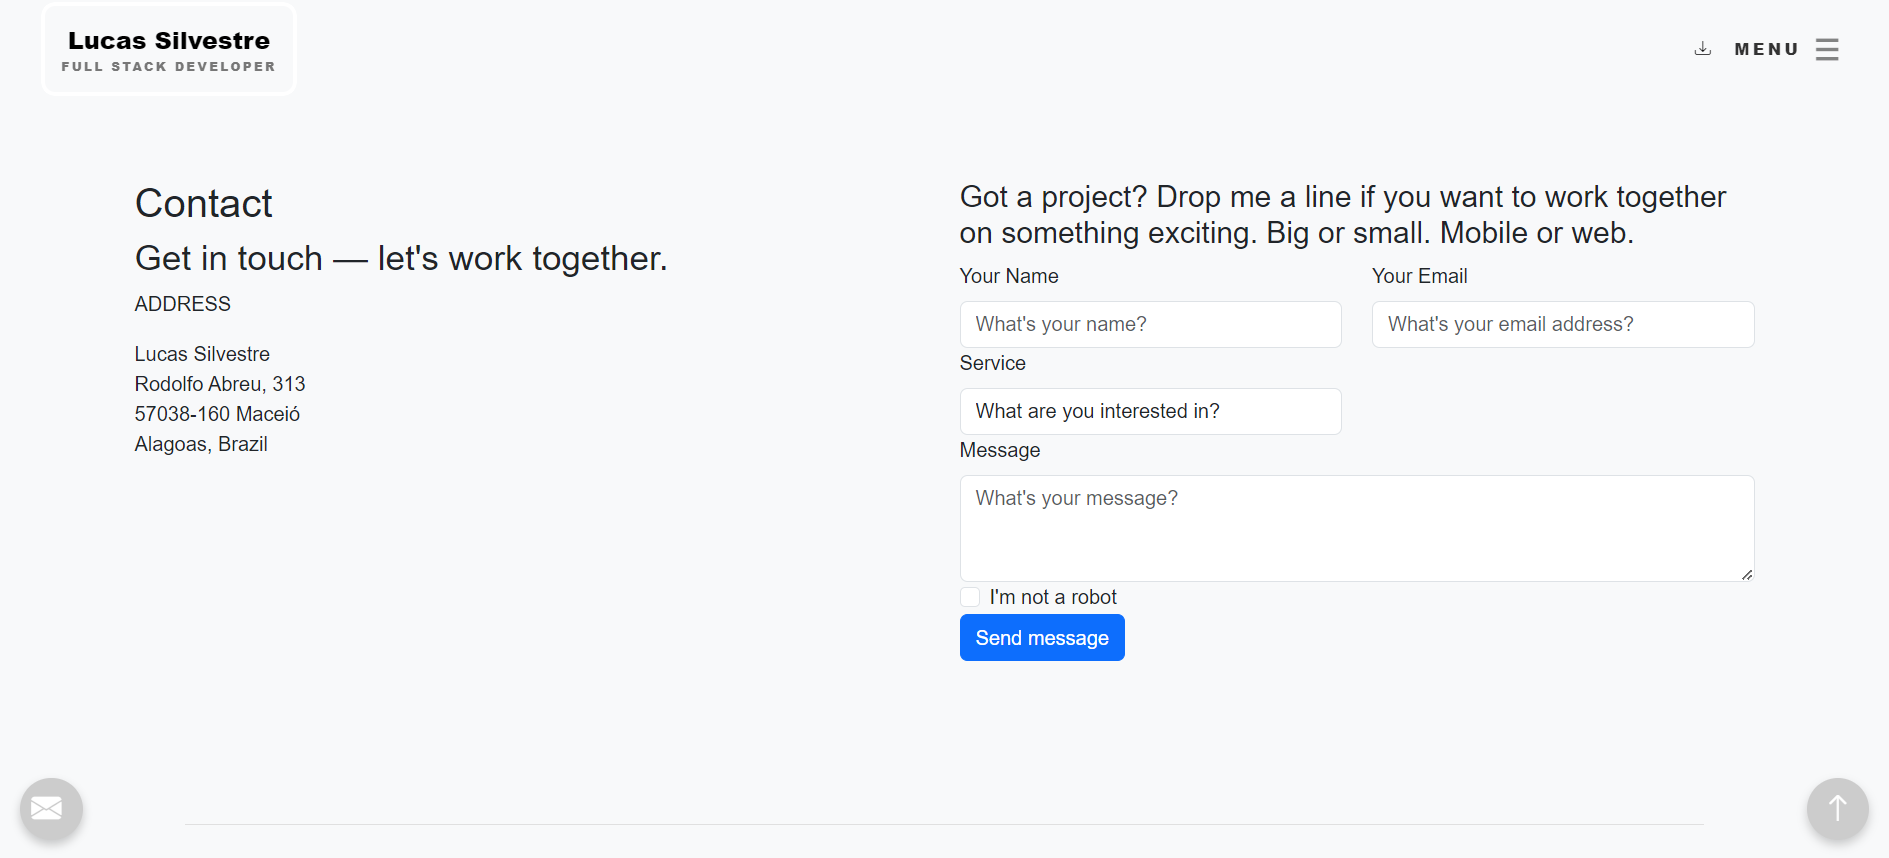 Lucas Silvestre
FULL STACK DEVELOPER
MENU
Contact
Get in touch — let's work together.
ADDRESS
Lucas Silvestre
Rodolfo Abreu, 313
57038-160 Maceió
Alagoas, Brazil
Got a project? Drop me a line if you want to work together
on something exciting. Big or small. Mobile or web.
Your Name
Your Email
What's your name?
What's your email address?
Service
What are you interested in?
Message
What's your message?
I'm not a robot
Send message